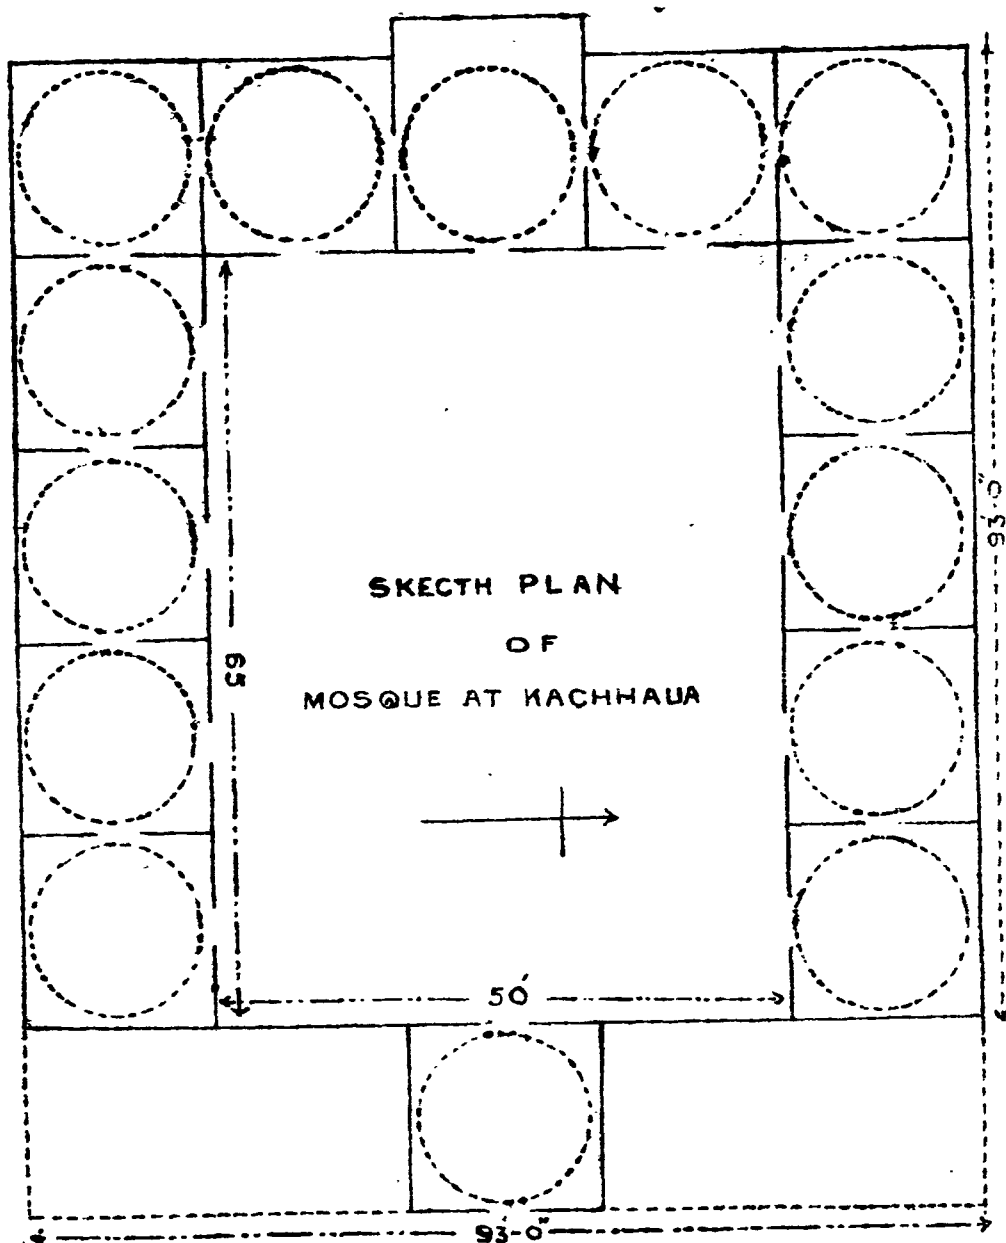 SKECTH PLAN
OF
MOSQUE AT KACHHAUA
65
50'
93'-0"
93'-0"